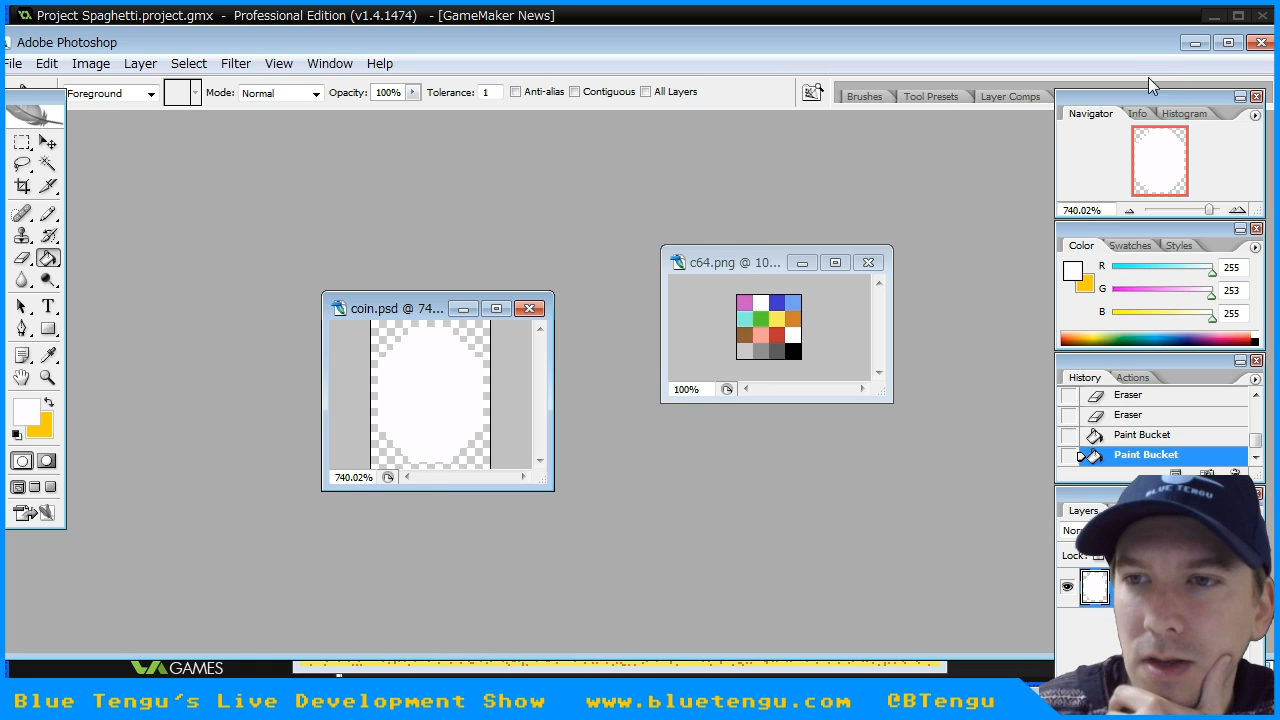 Project Spaghetti.project.gmx - Professional Edition (v1.4.1474) - [GameMaker News]
Adobe Photoshop
File Edit Image Layer Select Filter View Window Help
Foreground Mode: Normal Opacity: 100% Tolerance: 1 Anti-alias Contiguous All Layers
Brushes Tool Presets Layer Comps
Navigator Info Histogram
740.02%
Color Swatches Styles
R 255
G 253
B 255
c64.png @ 10...
100%
coin.psd @ 74...
740.02%
History Actions
Eraser
Eraser
Paint Bucket
Paint Bucket
Layers
Lock:
BLUE TENGU
GAMES
Blue Tengu's Live Development Show www.bluetengu.com @BTengu